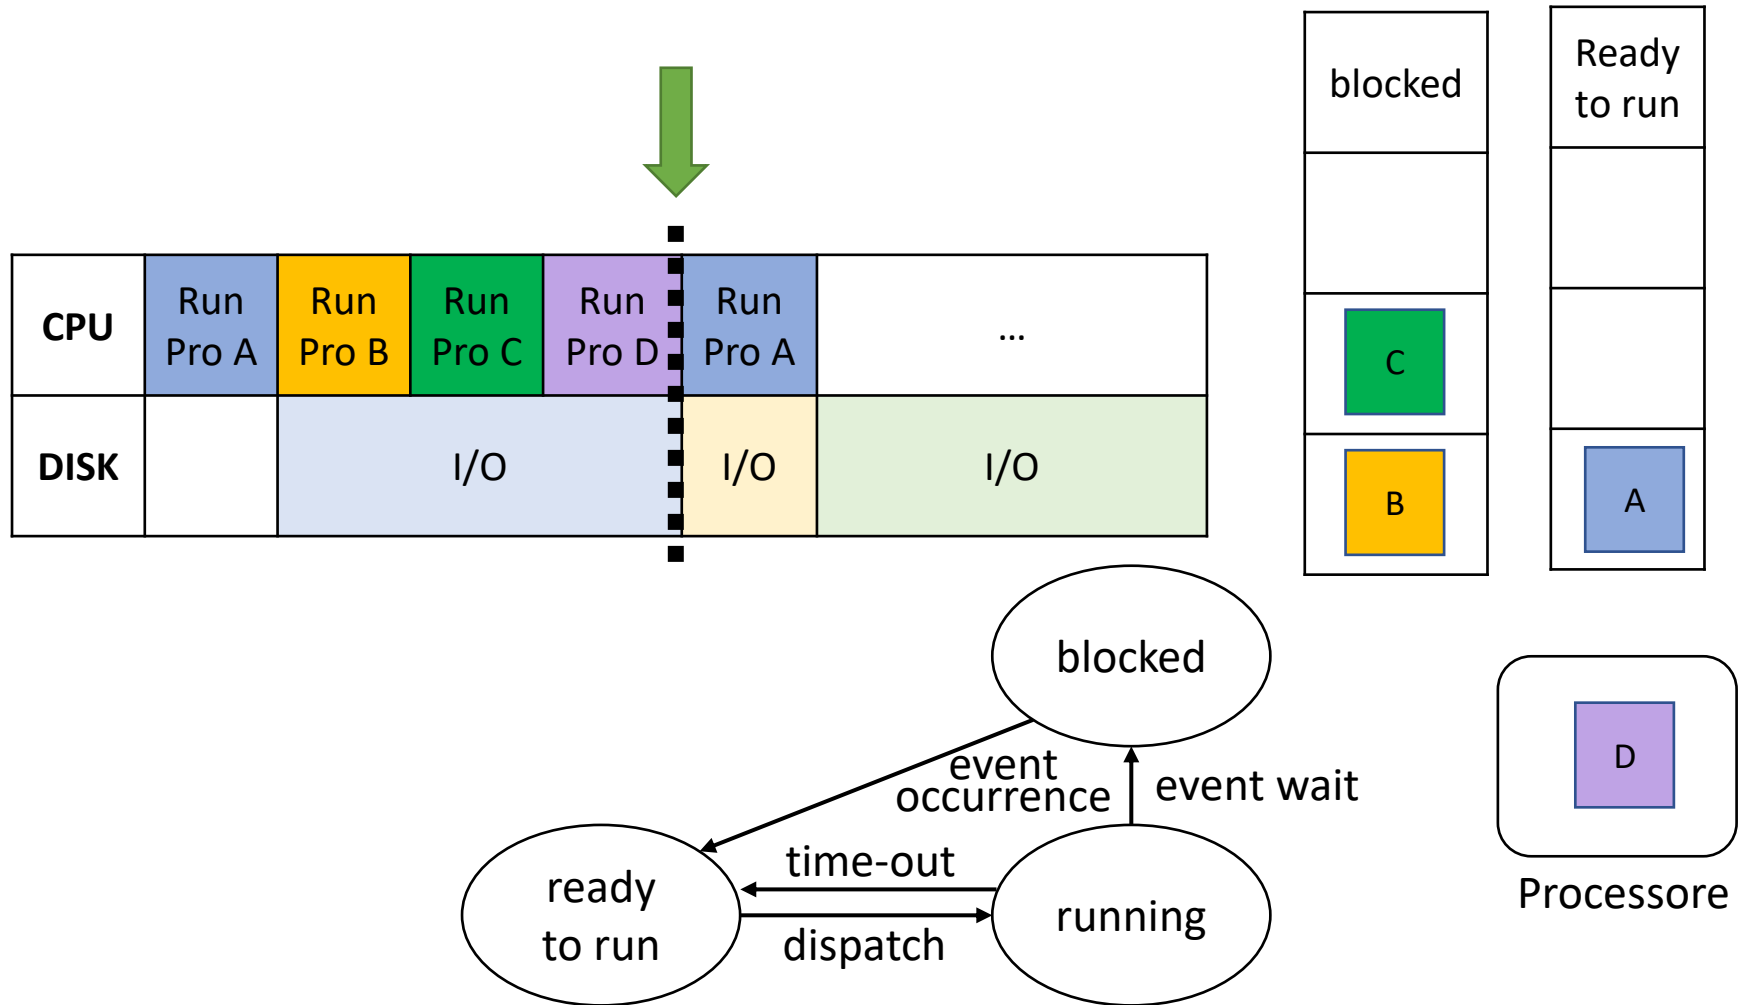 blocked
Ready
to run
CPU
Run
Pro A
Run
Pro B
Run
Pro C
Run
Pro D
Run
Pro A
...
DISK
I/O
I/O
I/O
C
B
A
blocked
event
occurrence
event wait
time-out
ready
to run
dispatch
running
D
Processore